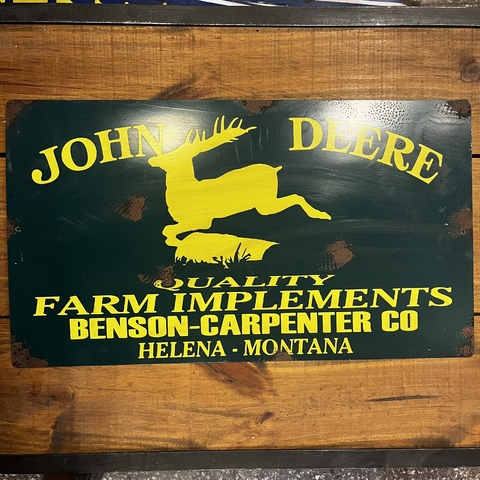 JOHN DEERE
QUALITY
FARM IMPLEMENTS
BENSON-CARPENTER CO
HELENA - MONTANA